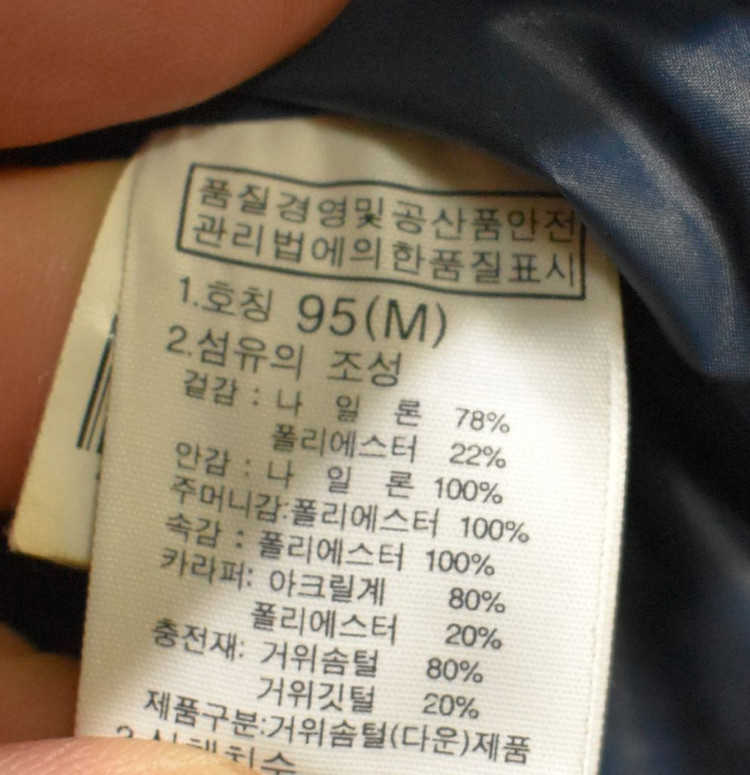 품질경영및공산품안전
관리법에의한품질표시
1.호칭 95(M)
2.섬유의 조성
겉감 : 나 일 론 78%
폴리에스터 22%
안감 : 나 일 론 100%
주머니감:폴리에스터 100%
속감 : 폴리에스터 100%
카라퍼: 아크릴계 80%
폴리에스터 20%
충전재: 거위솜털 80%
거위깃털 20%
제품구분:거위솜털(다운)제품